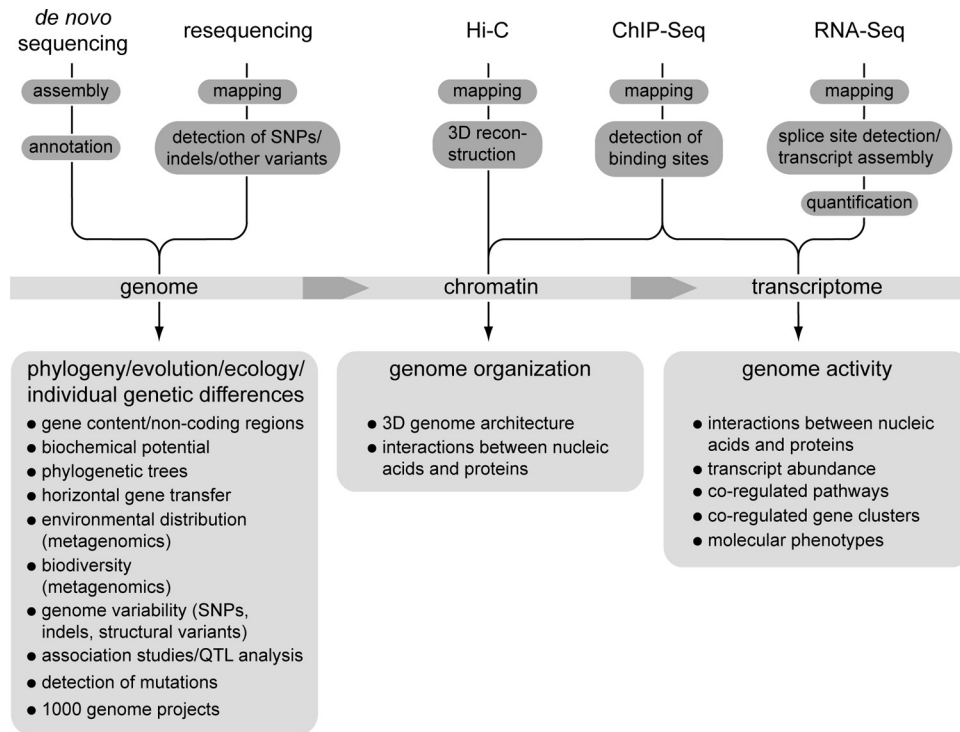 de novo
sequencing
resequencing
Hi-C
ChIP-Seq
RNA-Seq
assembly
mapping
mapping
mapping
mapping
annotation
detection of SNPs/
indels/other variants
3D recon-
struction
detection of
binding sites
splice site detection/
transcript assembly
quantification
genome
chromatin
transcriptome
phylogeny/evolution/ecology/
individual genetic differences
● gene content/non-coding regions
● biochemical potential
● phylogenetic trees
● horizontal gene transfer
● environmental distribution
(metagenomics)
● biodiversity
(metagenomics)
● genome variability (SNPs,
indels, structural variants)
● association studies/QTL analysis
● detection of mutations
● 1000 genome projects
genome organization
● 3D genome architecture
● interactions between nucleic
acids and proteins
genome activity
● interactions between nucleic
acids and proteins
● transcript abundance
● co-regulated pathways
● co-regulated gene clusters
● molecular phenotypes